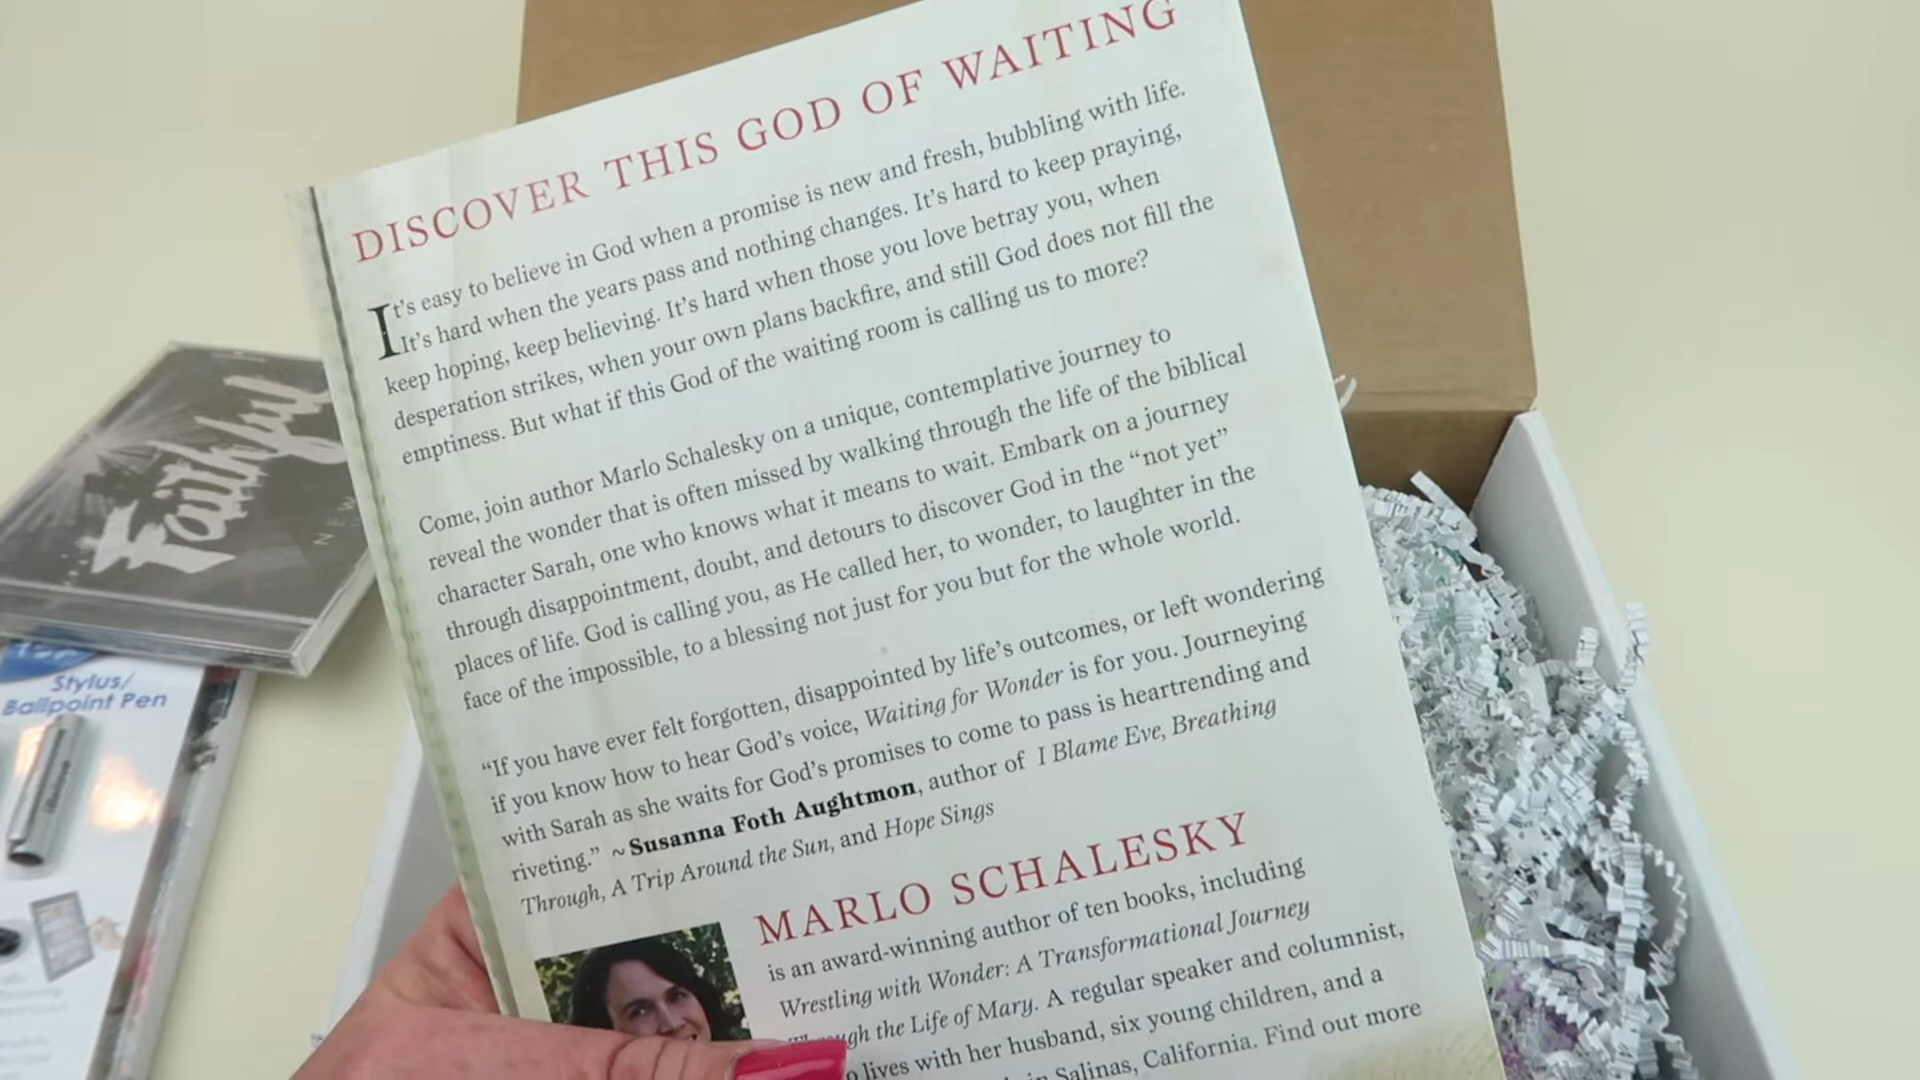 DISCOVER THIS GOD OF WAITING
It's easy to believe in God when a promise is new and fresh, bubbling with life.
It's hard when the years pass and nothing changes. It's hard to keep praying,
keep hoping, keep believing. It's hard when those you love betray you, when
desperation strikes, when your own plans backfire, and still God does not fill the
emptiness. But what if this God of the waiting room is calling us to more?
Come, join author Marlo Schalesky on a unique, contemplative journey to
reveal the wonder that is often missed by walking through the life of the biblical
character Sarah, one who knows what it means to wait. Embark on a journey
through disappointment, doubt, and detours to discover God in the “not yet”
places of life. God is calling you, as He called her, to wonder, to laughter in the
face of the impossible, to a blessing not just for you but for the whole world.
“If you have ever felt forgotten, disappointed by life's outcomes, or left wondering
if you know how to hear God's voice, Waiting for Wonder is for you. Journeying
with Sarah as she waits for God's promises to come to pass is heartrending and
riveting.” ~ Susanna Foth Aughtmon, author of I Blame Eve, Breathing
Through, A Trip Around the Sun, and Hope Sings
MARLO SCHALESKY
is an award-winning author of ten books, including
Wrestling with Wonder: A Transformational Journey
Through the Life of Mary. A regular speaker and columnist,
lives with her husband, six young children, and a
in Salinas, California. Find out more
Faithful
NEW
Stylus/
Ballpoint Pen